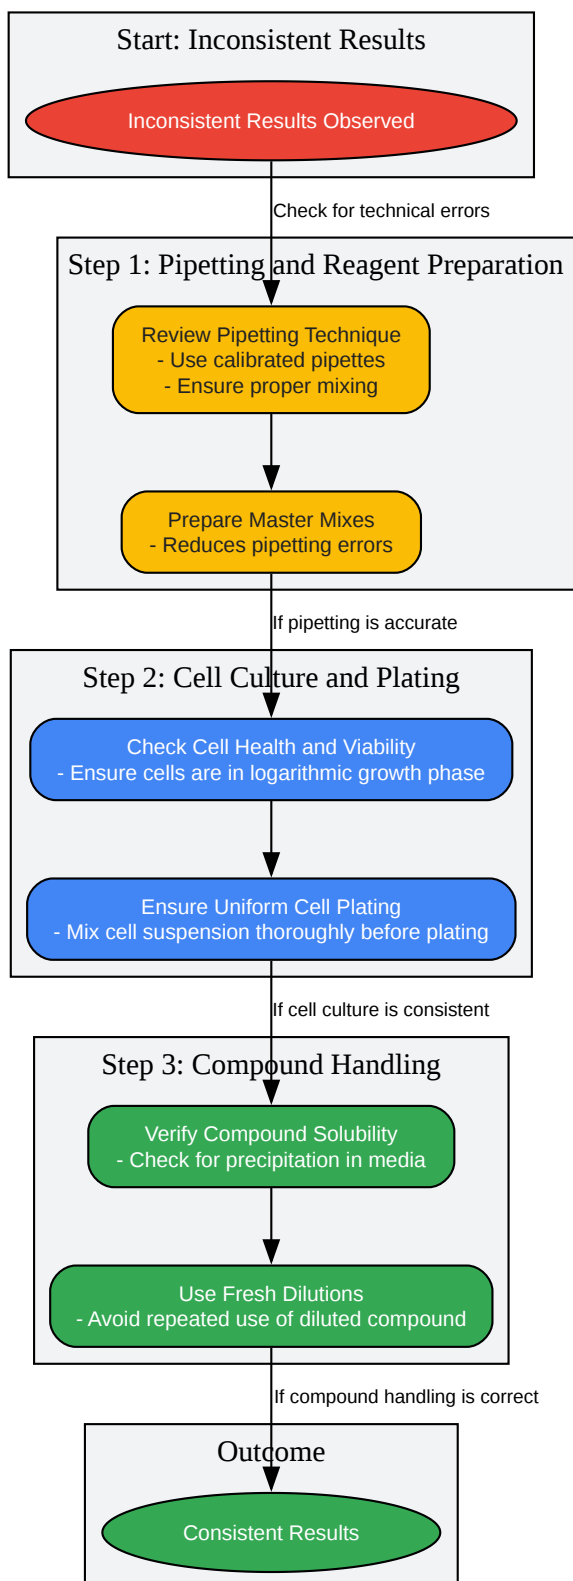 Start: Inconsistent Results
Inconsistent Results Observed
Check for technical errors
Step 1: Pipetting and Reagent Preparation
Review Pipetting Technique
- Use calibrated pipettes
- Ensure proper mixing
Prepare Master Mixes
- Reduces pipetting errors
If pipetting is accurate
Step 2: Cell Culture and Plating
Check Cell Health and Viability
- Ensure cells are in logarithmic growth phase
Ensure Uniform Cell Plating
- Mix cell suspension thoroughly before plating
If cell culture is consistent
Step 3: Compound Handling
Verify Compound Solubility
- Check for precipitation in media
Use Fresh Dilutions
- Avoid repeated use of diluted compound
If compound handling is correct
Outcome
Consistent Results